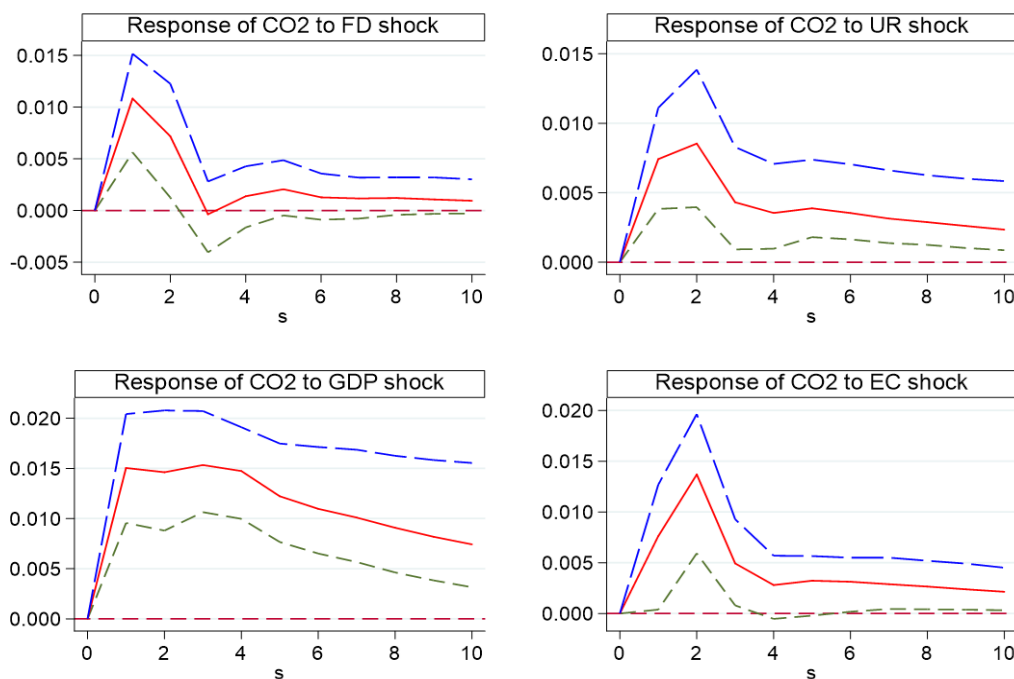 Response of CO2 to FD shock
0.015
0.010
0.005
0.000
-0.005
0 2 4 6 8 10
s
Response of CO2 to UR shock
0.015
0.010
0.005
0.000
0 2 4 6 8 10
s
Response of CO2 to GDP shock
0.020
0.015
0.010
0.005
0.000
0 2 4 6 8 10
s
Response of CO2 to EC shock
0.020
0.015
0.010
0.005
0.000
0 2 4 6 8 10
s